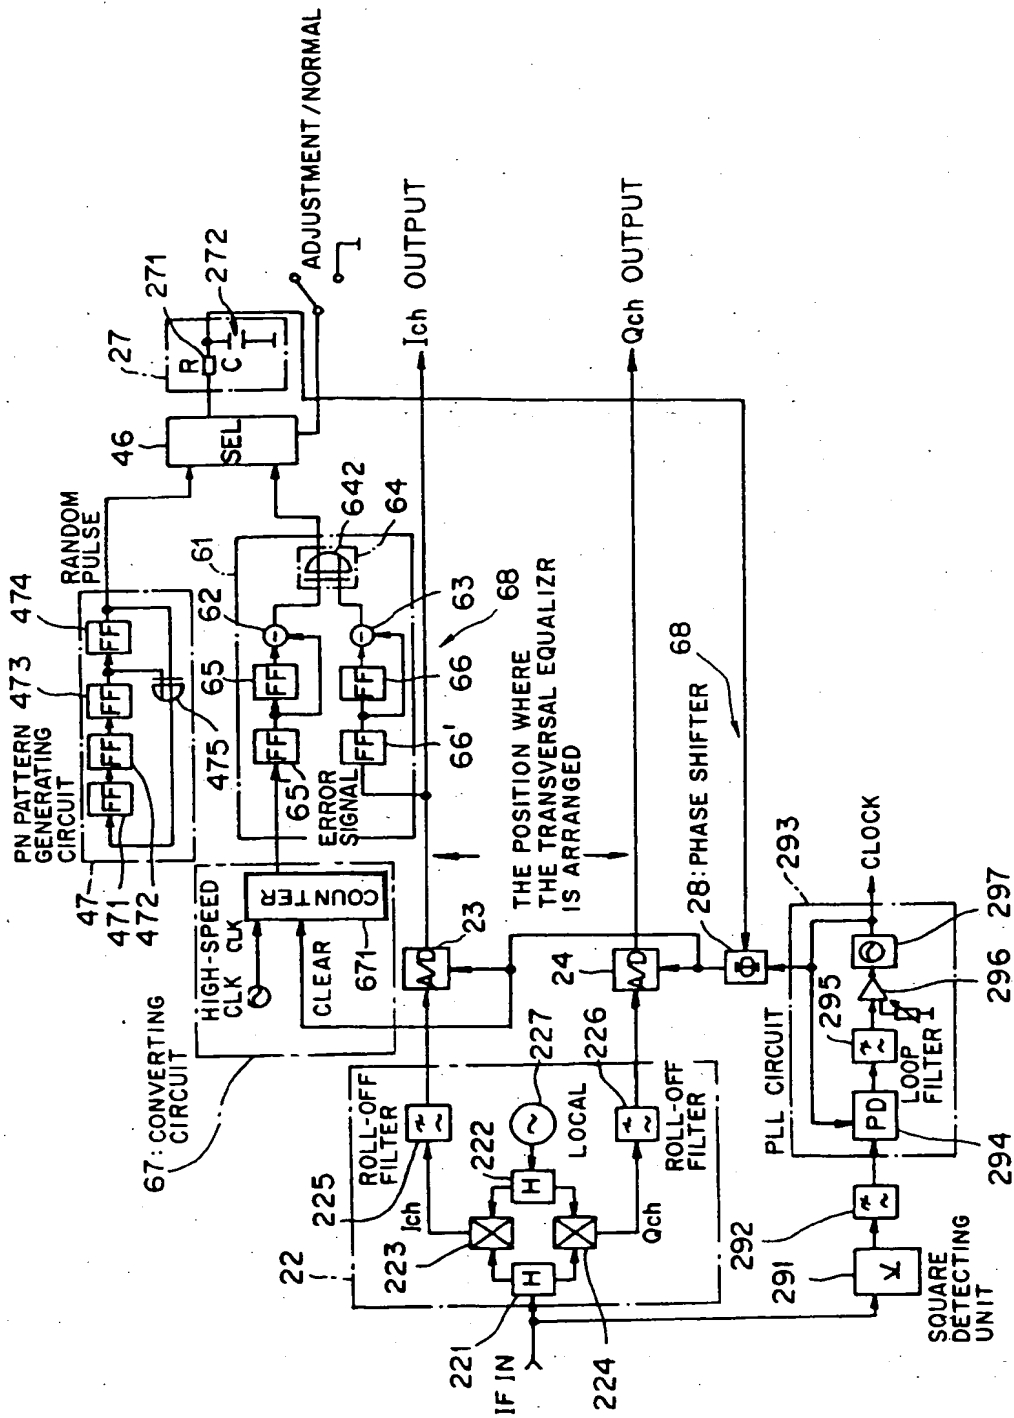 PN PATTERN
GENERATING
CIRCUIT
47
471
472
473
474
475
FF
FF
FF
FF
RANDOM
PULSE
46
SEL
27
271
272
R
C
ADJUSTMENT/NORMAL
67: CONVERTING
CIRCUIT
HIGH-SPEED
CLK
CLK
CLEAR
COUNTER
671
61
62
63
64
642
65
65'
66
66'
FF
FF
FF
FF
ERROR
SIGNAL
68
Ich OUTPUT
THE POSITION WHERE
THE TRANSVERSAL EQUALIZR
IS ARRANGED
Qch OUTPUT
68
23
A/D
24
A/D
22
ROLL-OFF
FILTER
225
Ich
223
222
H
LOCAL
227
221
H
IF IN
224
Qch
226
ROLL-OFF
FILTER
28: PHASE SHIFTER
Φ
PLL CIRCUIT
293
CLOCK
297
296
295
LOOP
FILTER
PD
294
292
291
SQUARE
DETECTING
UNIT